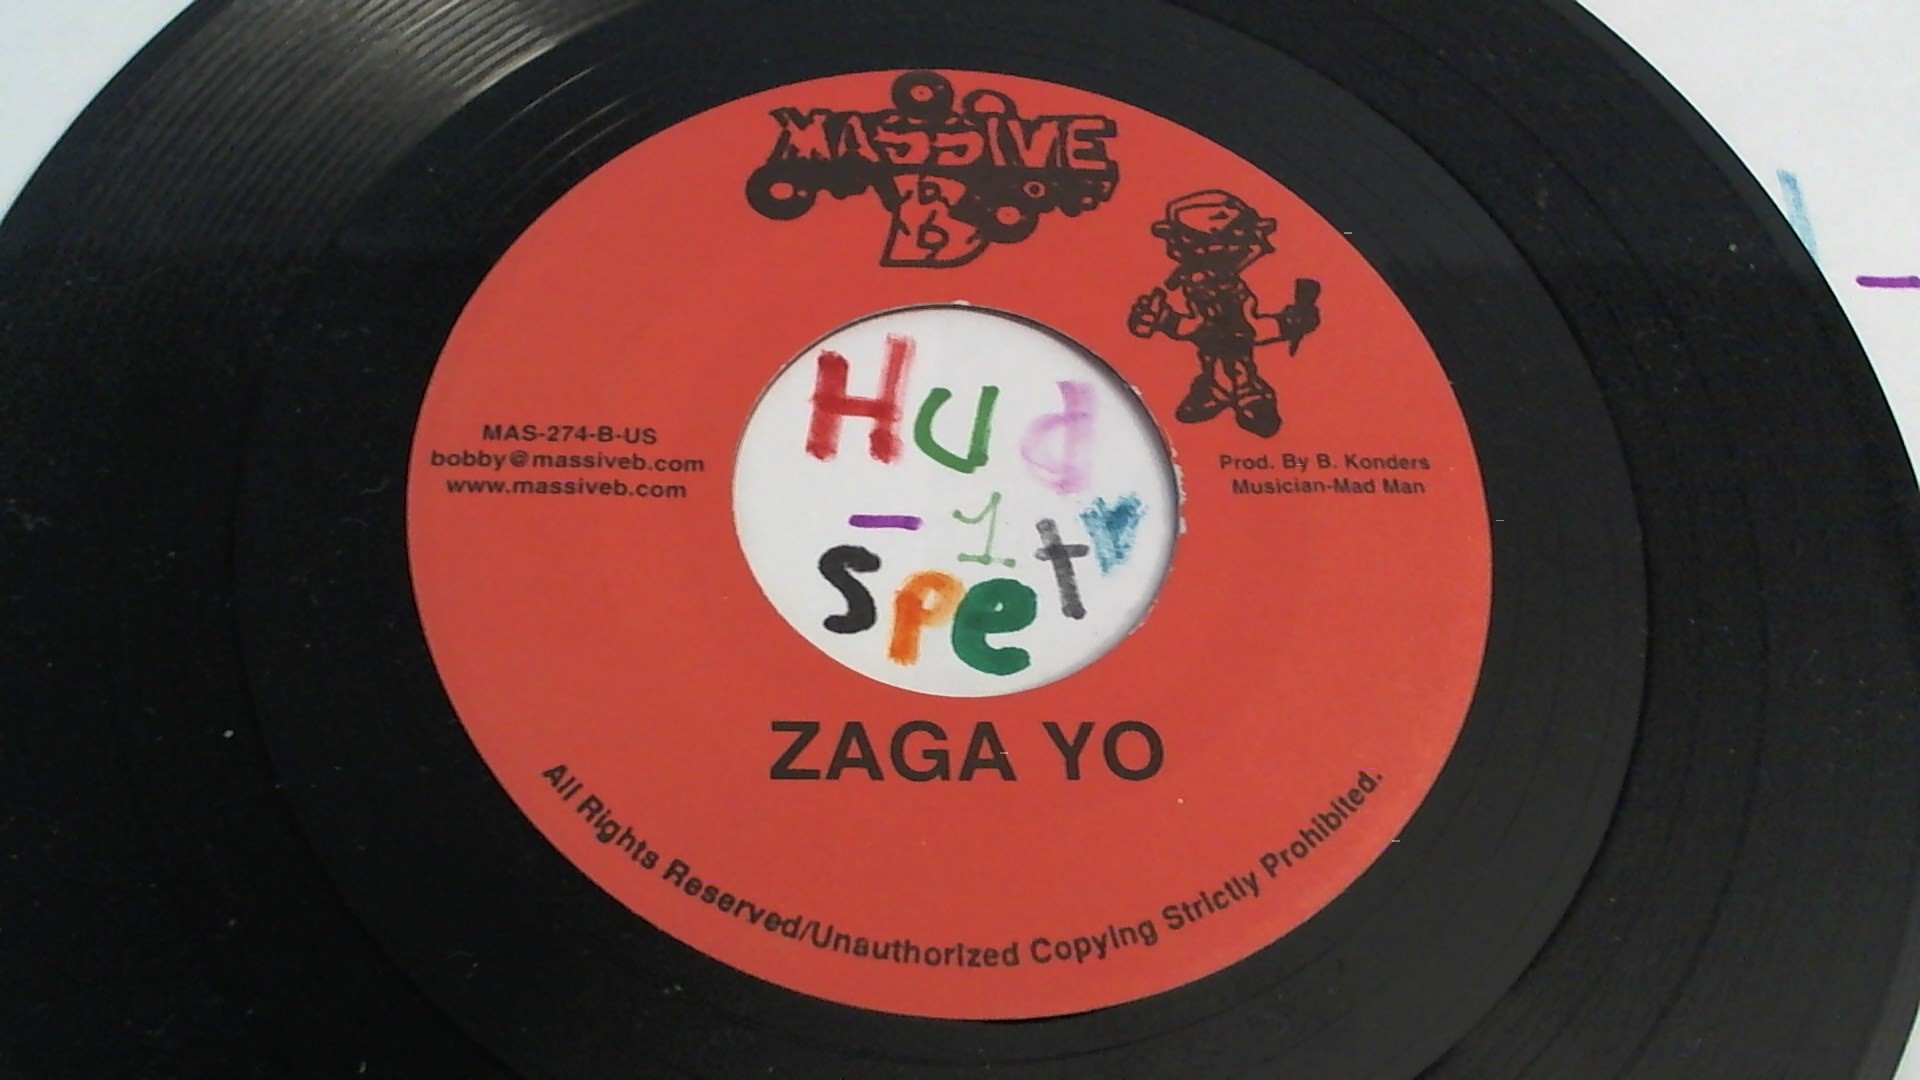 MASSIVE
B
Hud
- 1
spet
MAS-274-B-US
bobby@massiveb.com
www.massiveb.com
Prod. By B. Konders
Musician-Mad Man
ZAGA YO
All Rights Reserved/Unauthorized Copying Strictly Prohibited.